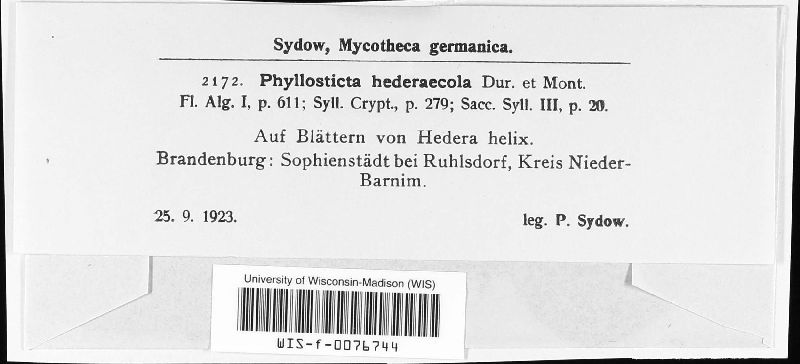 Sydow, Mycotheca germanica.
2172. Phyllosticta hederaecola Dur. et Mont.
Fl. Alg. I, p. 611; Syll. Crypt., p. 279; Sacc. Syll. III, p. 20.
Auf Blättern von Hedera helix.
Brandenburg: Sophienstädt bei Ruhlsdorf, Kreis Nieder-
Barnim.
25. 9. 1923. leg. P. Sydow.
University of Wisconsin-Madison (WIS)
WIS-f-0076744